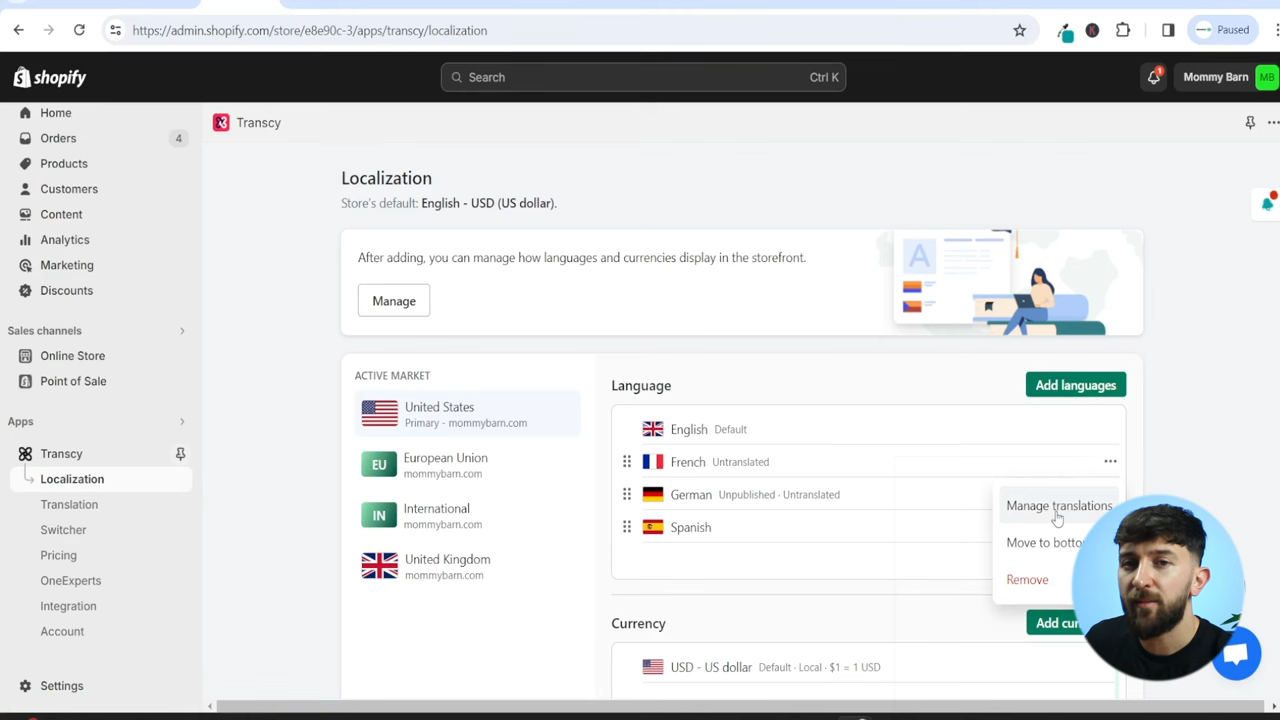 https://admin.shopify.com/store/e8e90c-3/apps/transcy/localization
Paused
shopify
Search
Ctrl K
1
Mommy Barn
MB
Home
Orders
4
Products
Customers
Content
Analytics
Marketing
Discounts
Sales channels
Online Store
Point of Sale
Apps
Transcy
Localization
Translation
Switcher
Pricing
OneExperts
Integration
Account
Settings
Transcy
Localization
Store's default: English - USD (US dollar).
After adding, you can manage how languages and currencies display in the storefront.
Manage
A
ACTIVE MARKET
United States
Primary - mommybarn.com
EU
European Union
mommybarn.com
IN
International
mommybarn.com
United Kingdom
mommybarn.com
Language
Add languages
English Default
French Untranslated
German Unpublished · Untranslated
Spanish
Manage translations
Move to
Remove
Currency
Add
USD - US dollar Default · Local · $1 = 1 USD